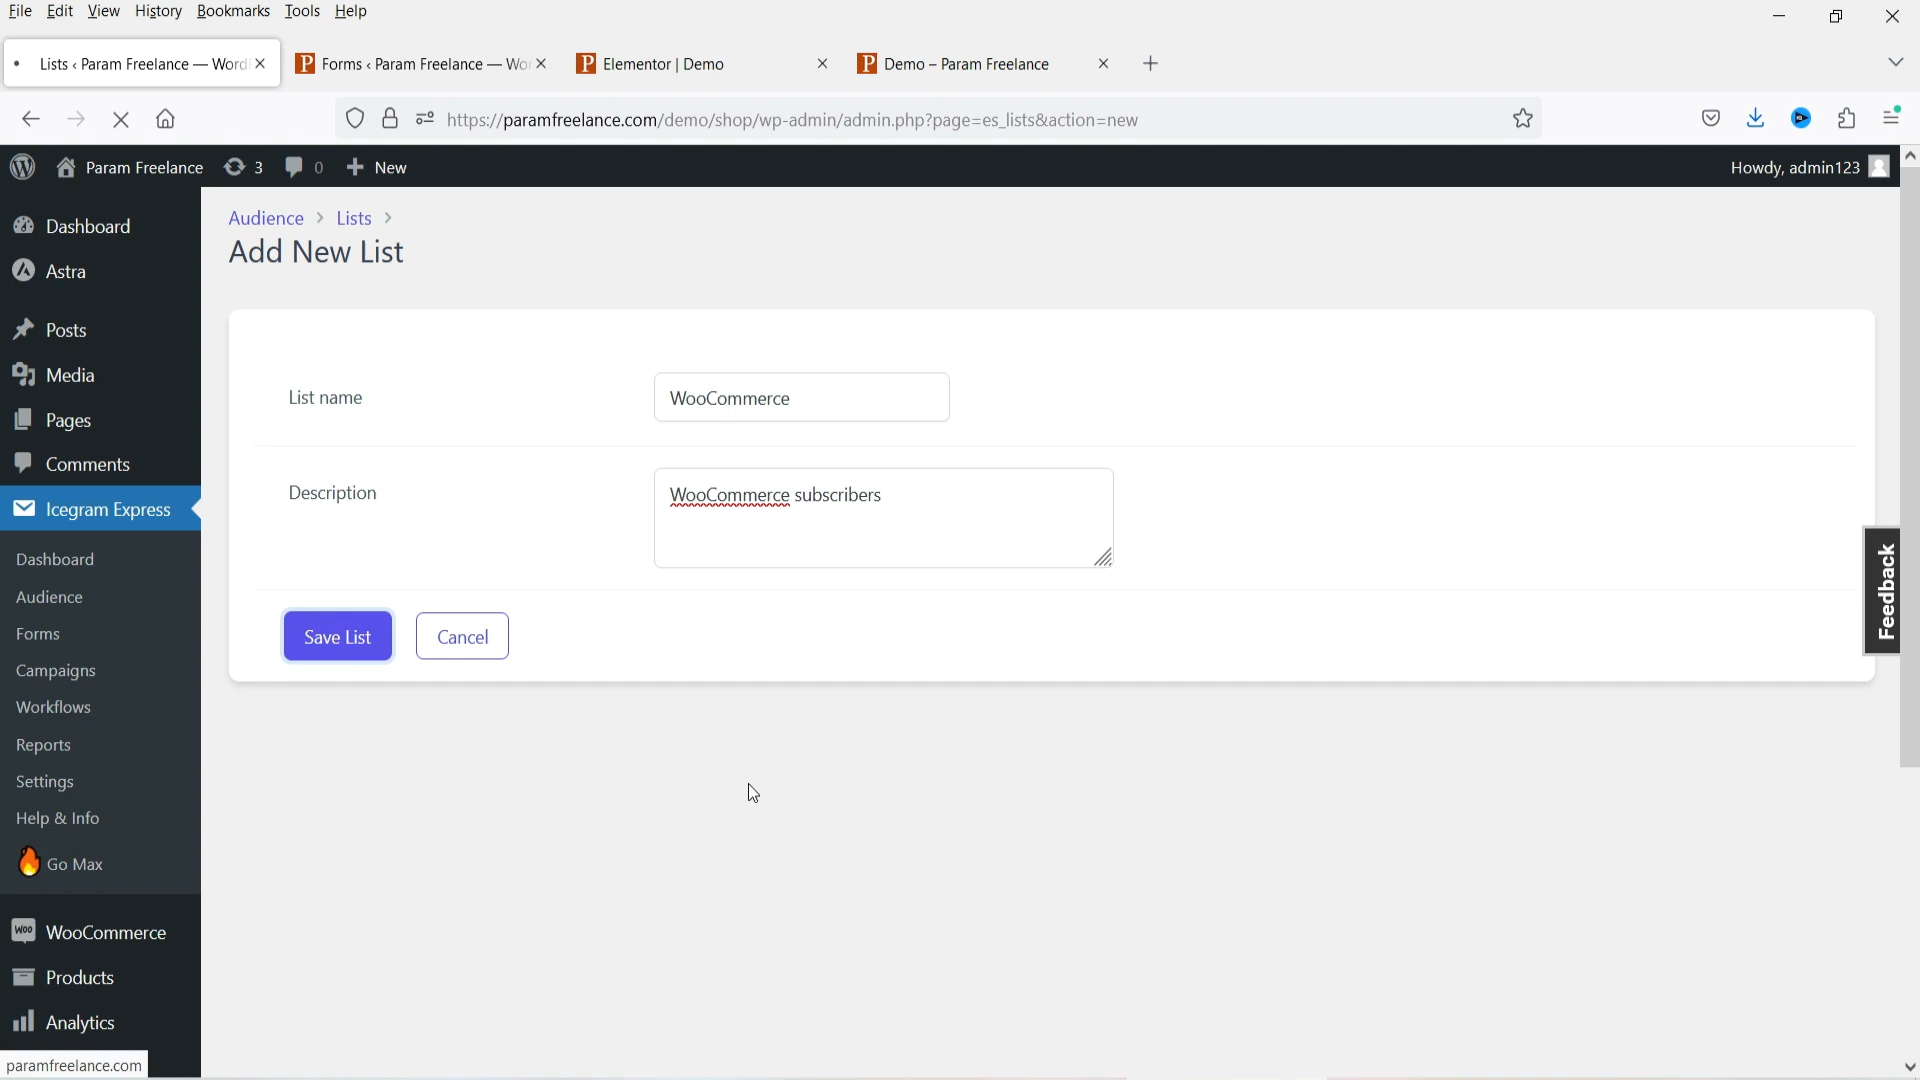 File Edit View History Bookmarks Tools Help
Lists ‹ Param Freelance — Word
Forms ‹ Param Freelance — Wo
Elementor | Demo
Demo – Param Freelance
https://paramfreelance.com/demo/shop/wp-admin/admin.php?page=es_lists&action=new
Param Freelance 3 0 New
Howdy, admin123
Dashboard
Astra
Posts
Media
Pages
Comments
Icegram Express
Dashboard
Audience
Forms
Campaigns
Workflows
Reports
Settings
Help & Info
Go Max
WooCommerce
Products
Analytics
paramfreelance.com
Audience › Lists ›
Add New List
List name
WooCommerce
Description
WooCommerce subscribers
Save List
Cancel
Feedback